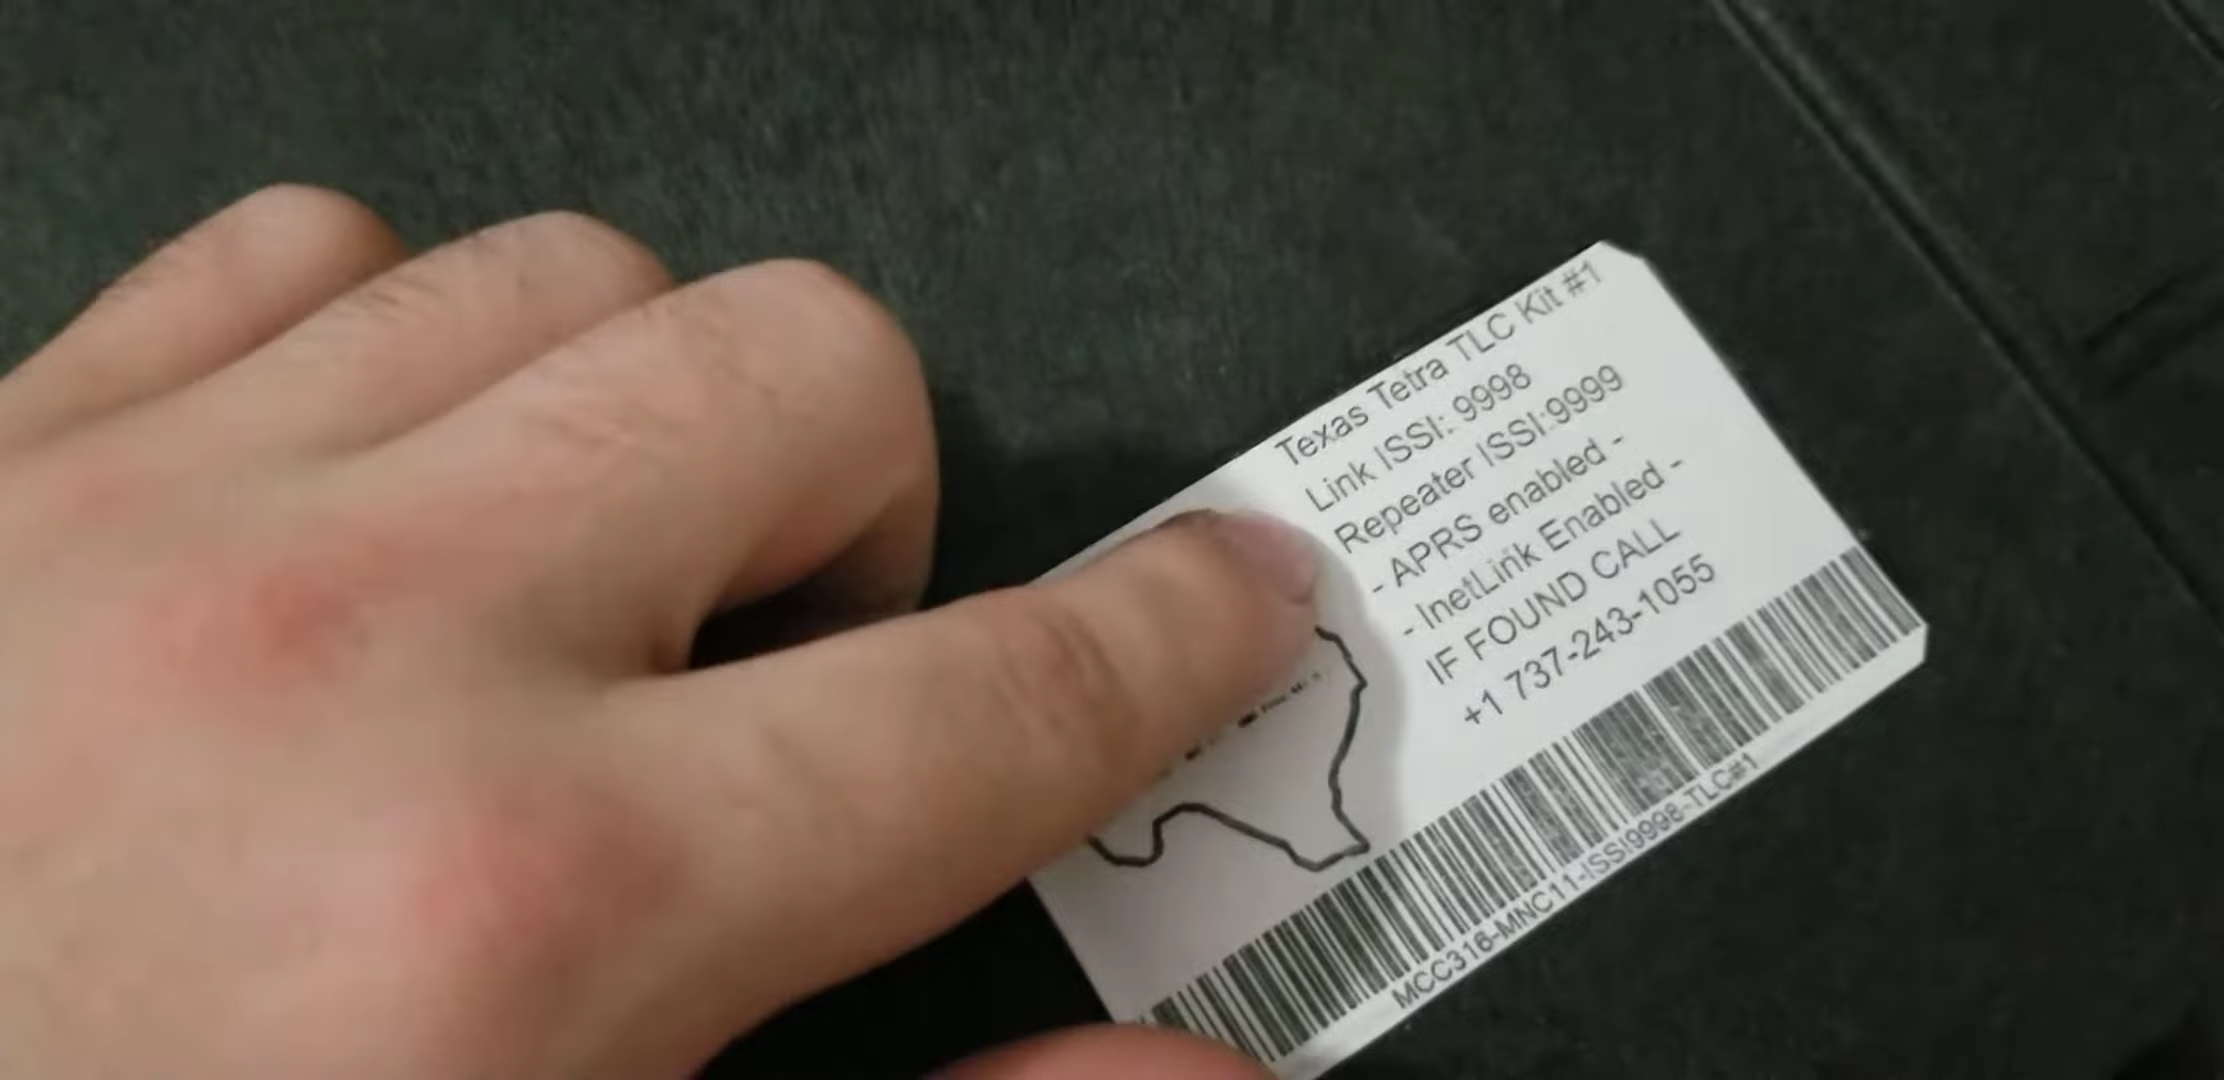 Texas Tetra TLC Kit #1
Link ISSI: 9998
Repeater ISSI:9999
- APRS enabled -
- InetLink Enabled -
IF FOUND CALL
+1 737-243-1055
MCC316-MNC11-ISSI9998-TLC#1